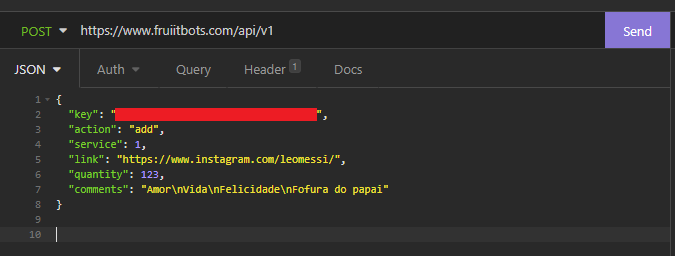 POST https://www.fruiitbots.com/api/v1 Send
JSON Auth Query Header 1 Docs
1 {
2 "key": "",
3 "action": "add",
4 "service": 1,
5 "link": "https://www.instagram.com/leomessi/",
6 "quantity": 123,
7 "comments": "Amor\nVida\nFelicidade\nFofura do papai"
8 }
9
10